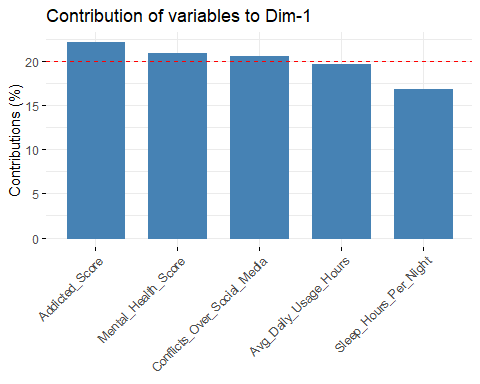 Contribution of variables to Dim-1
Contributions (%)
20
15
10
5
0
Addicted_Score
Mental_Health_Score
Conflicts_Over_Social_Media
Avg_Daily_Usage_Hours
Sleep_Hours_Per_Night